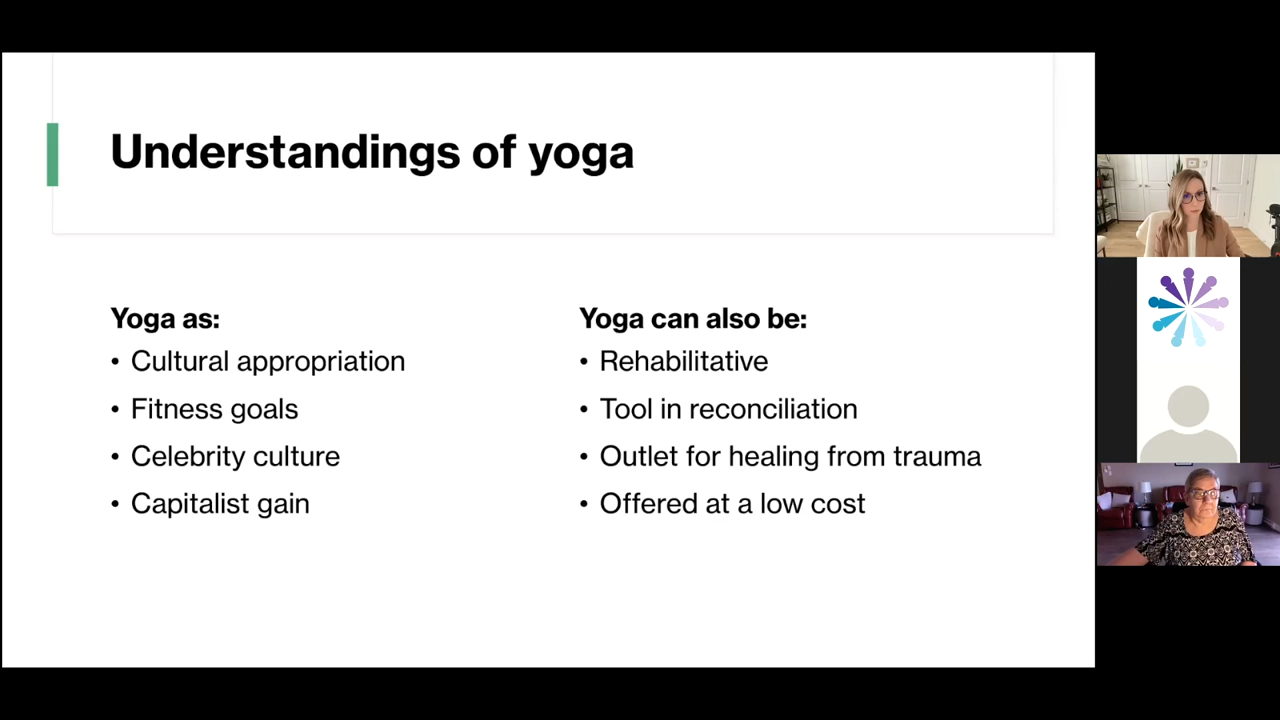 Understandings of yoga
Yoga as:
• Cultural appropriation
• Fitness goals
• Celebrity culture
• Capitalist gain
Yoga can also be:
• Rehabilitative
• Tool in reconciliation
• Outlet for healing from trauma
• Offered at a low cost